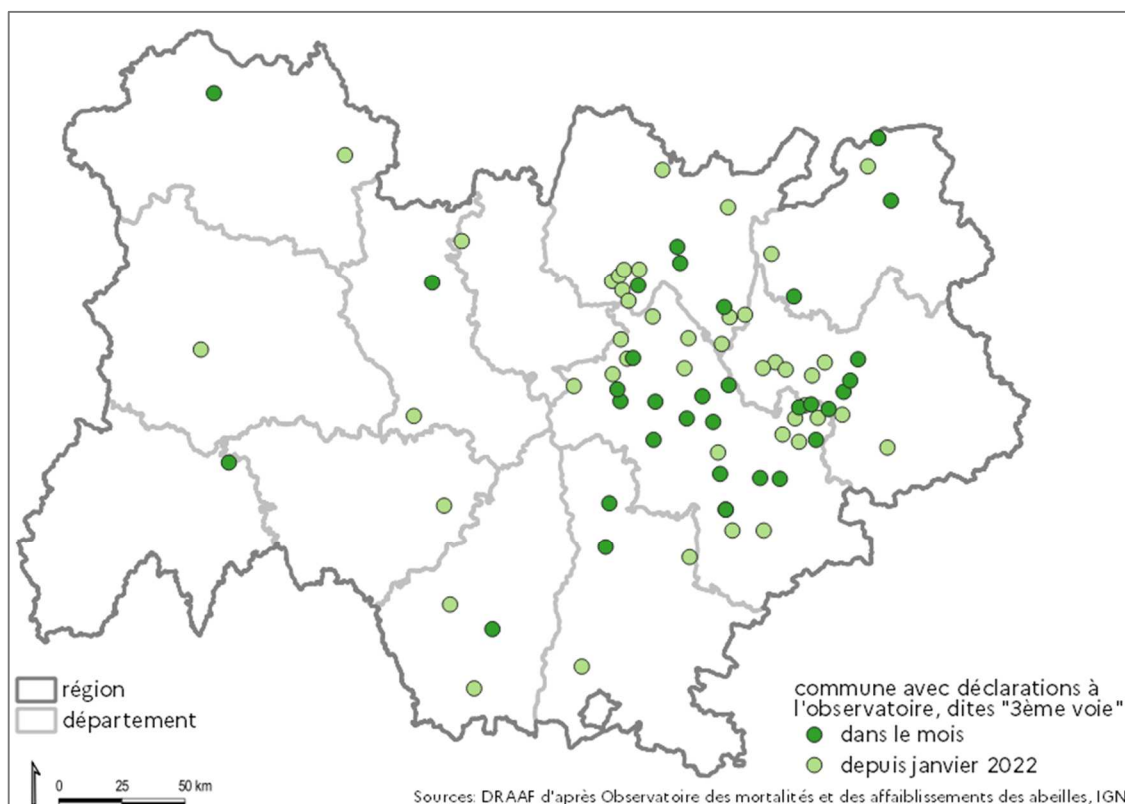 région
département
0 25 50 km
commune avec déclarations à
l'observatoire, dites "3ème voie"
dans le mois
depuis janvier 2022
Sources: DRAAF d'après Observatoire des mortalités et des affaiblissements des abeilles, IGN